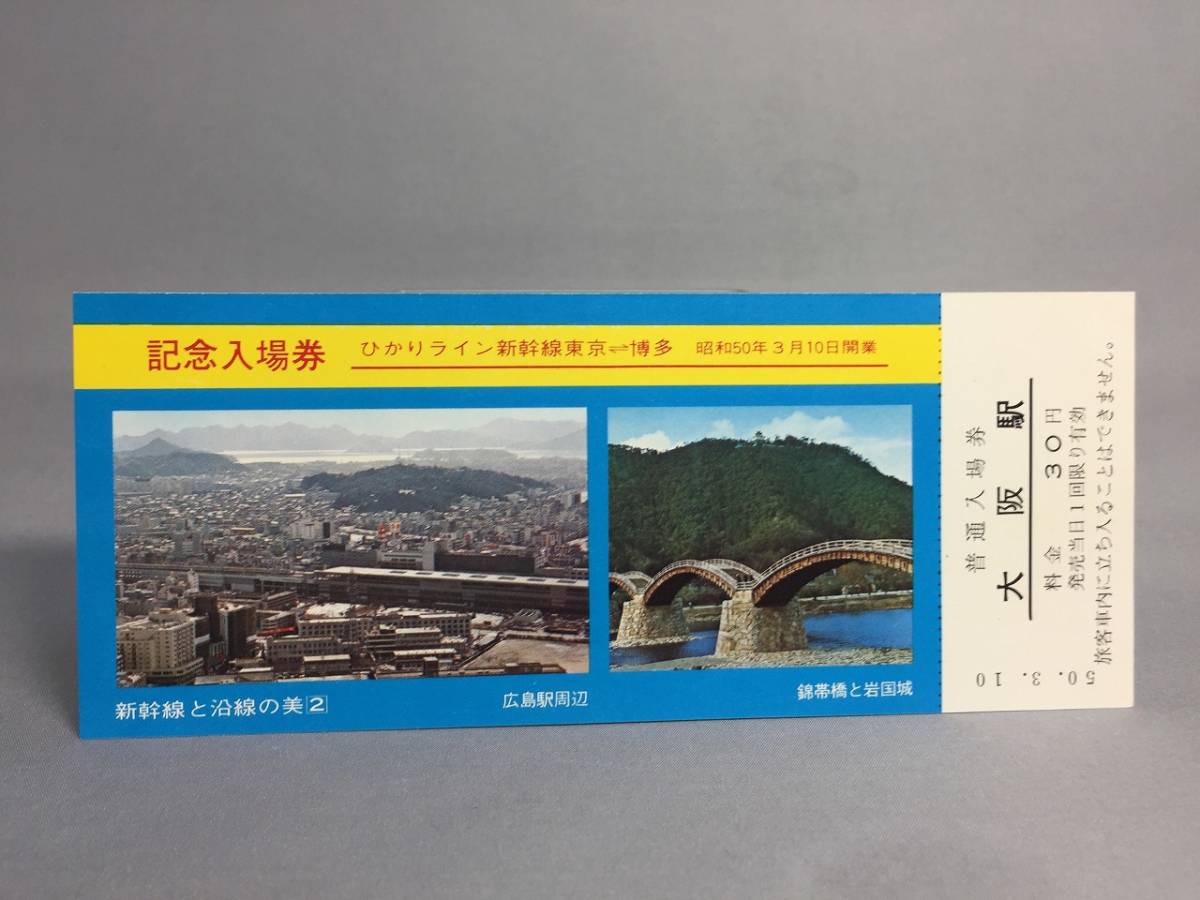 記念入場券
ひかりライン新幹線東京⇌博多 昭和50年3月10日開業
新幹線と沿線の美2
広島駅周辺
錦帯橋と岩国城
普通入場券
大阪駅
料金 30円
発売当日1回限り有効
旅客車内に立ち入ることはできません。
50. 3. 10